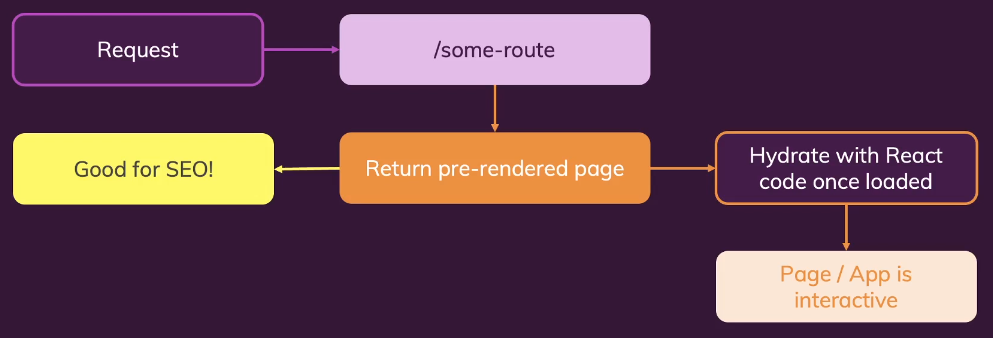 Request
/some-route
Good for SEO!
Return pre-rendered page
Hydrate with React
code once loaded
Page / App is
interactive